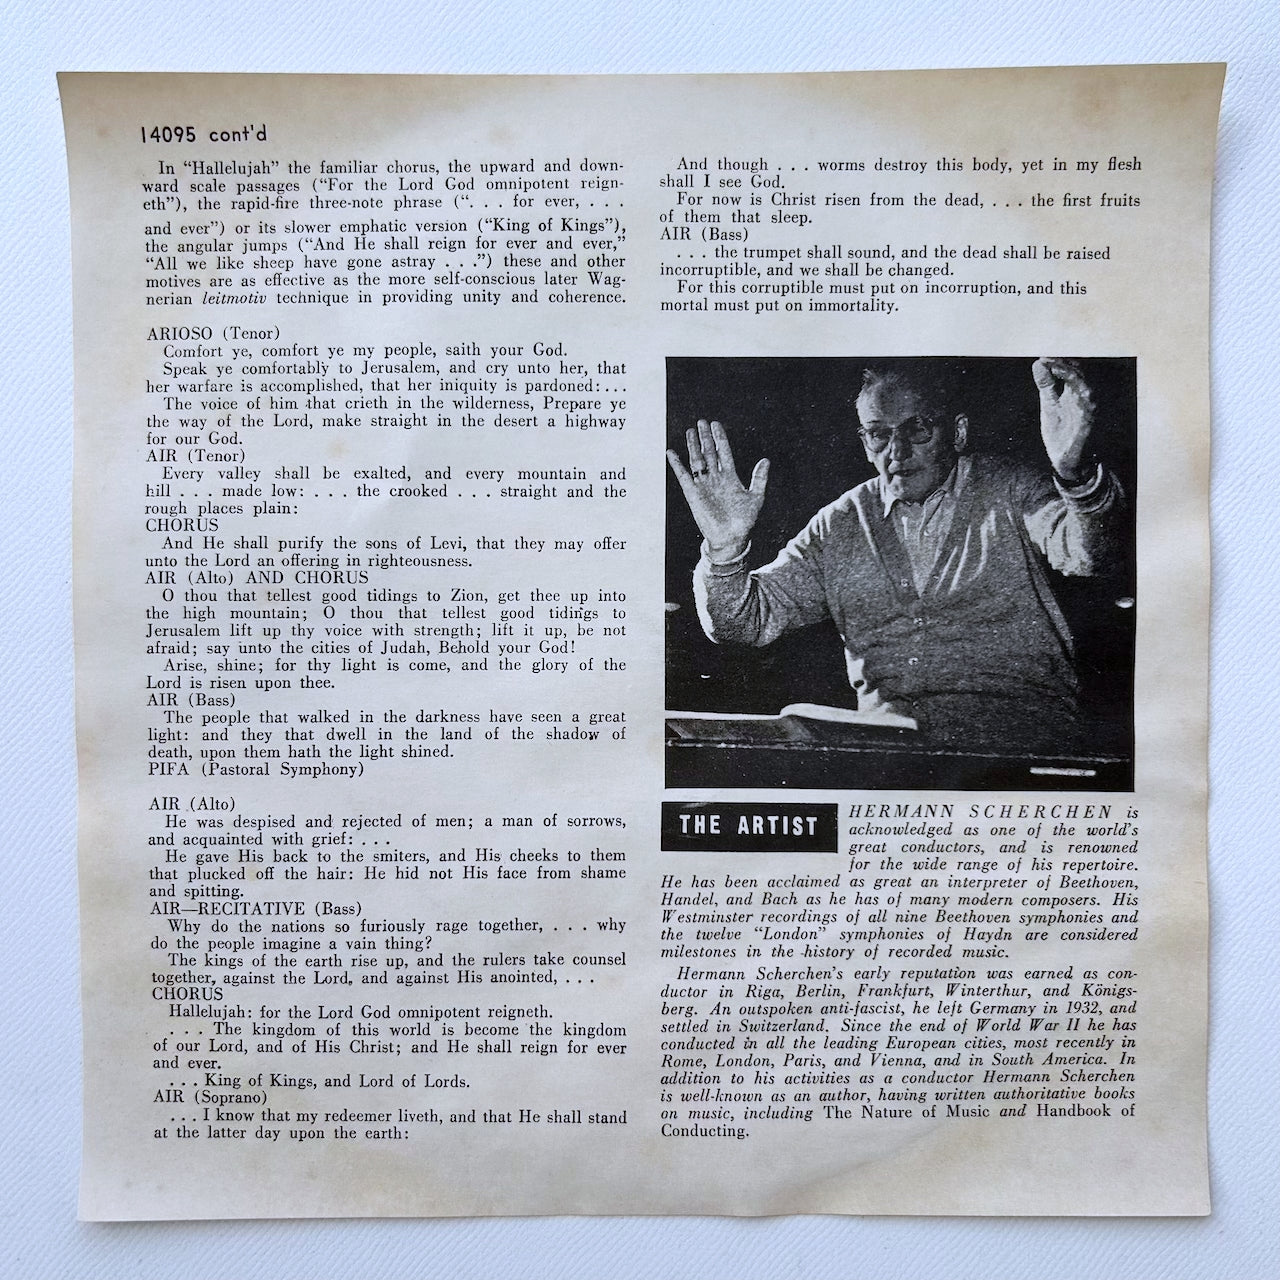 14095 cont'd
In "Hallelujah" the familiar chorus, the upward and down-
ward scale passages ("For the Lord God omnipotent reign-
eth"), the rapid-fire three-note phrase (". . . for ever, . . .
and ever") or its slower emphatic version ("King of Kings"),
the angular jumps ("And He shall reign for ever and ever,"
"All we like sheep have gone astray . . .") these and other
motives are as effective as the more self-conscious later Wag-
nerian leitmotiv technique in providing unity and coherence.
ARIOSO (Tenor)
Comfort ye, comfort ye my people, saith your God.
Speak ye comfortably to Jerusalem, and cry unto her, that
her warfare is accomplished, that her iniquity is pardoned: . . .
The voice of him that crieth in the wilderness, Prepare ye
the way of the Lord, make straight in the desert a highway
for our God.
AIR (Tenor)
Every valley shall be exalted, and every mountain and
hill . . . made low: . . . the crooked . . . straight and the
rough places plain:
CHORUS
And He shall purify the sons of Levi, that they may offer
unto the Lord an offering in righteousness.
AIR (Alto) AND CHORUS
O thou that tellest good tidings to Zion, get thee up into
the high mountain; O thou that tellest good tidings to
Jerusalem lift up thy voice with strength; lift it up, be not
afraid; say unto the cities of Judah, Behold your God!
Arise, shine; for thy light is come, and the glory of the
Lord is risen upon thee.
AIR (Bass)
The people that walked in the darkness have seen a great
light: and they that dwell in the land of the shadow of
death, upon them hath the light shined.
PIFA (Pastoral Symphony)
AIR (Alto)
He was despised and rejected of men; a man of sorrows,
and acquainted with grief: . . .
He gave His back to the smiters, and His cheeks to them
that plucked off the hair: He hid not His face from shame
and spitting.
AIR—RECITATIVE (Bass)
Why do the nations so furiously rage together, . . . why
do the people imagine a vain thing?
The kings of the earth rise up, and the rulers take counsel
together, against the Lord, and against His anointed, . . .
CHORUS
Hallelujah: for the Lord God omnipotent reigneth.
. . . The kingdom of this world is become the kingdom
of our Lord, and of His Christ; and He shall reign for ever
and ever.
. . . King of Kings, and Lord of Lords.
AIR (Soprano)
. . . I know that my redeemer liveth, and that He shall stand
at the latter day upon the earth:
And though . . . worms destroy this body, yet in my flesh
shall I see God.
For now is Christ risen from the dead, . . . the first fruits
of them that sleep.
AIR (Bass)
. . . the trumpet shall sound, and the dead shall be raised
incorruptible, and we shall be changed.
For this corruptible must put on incorruption, and this
mortal must put on immortality.
THE ARTIST
HERMANN SCHERCHEN is
acknowledged as one of the world's
great conductors, and is renowned
for the wide range of his repertoire.
He has been acclaimed as great an interpreter of Beethoven,
Handel, and Bach as he has of many modern composers. His
Westminster recordings of all nine Beethoven symphonies and
the twelve "London" symphonies of Haydn are considered
milestones in the history of recorded music.
Hermann Scherchen's early reputation was earned as con-
ductor in Riga, Berlin, Frankfurt, Winterthur, and Königs-
berg. An outspoken anti-fascist, he left Germany in 1932, and
settled in Switzerland. Since the end of World War II he has
conducted in all the leading European cities, most recently in
Rome, London, Paris, and Vienna, and in South America. In
addition to his activities as a conductor Hermann Scherchen
is well-known as an author, having written authoritative books
on music, including The Nature of Music and Handbook of
Conducting.